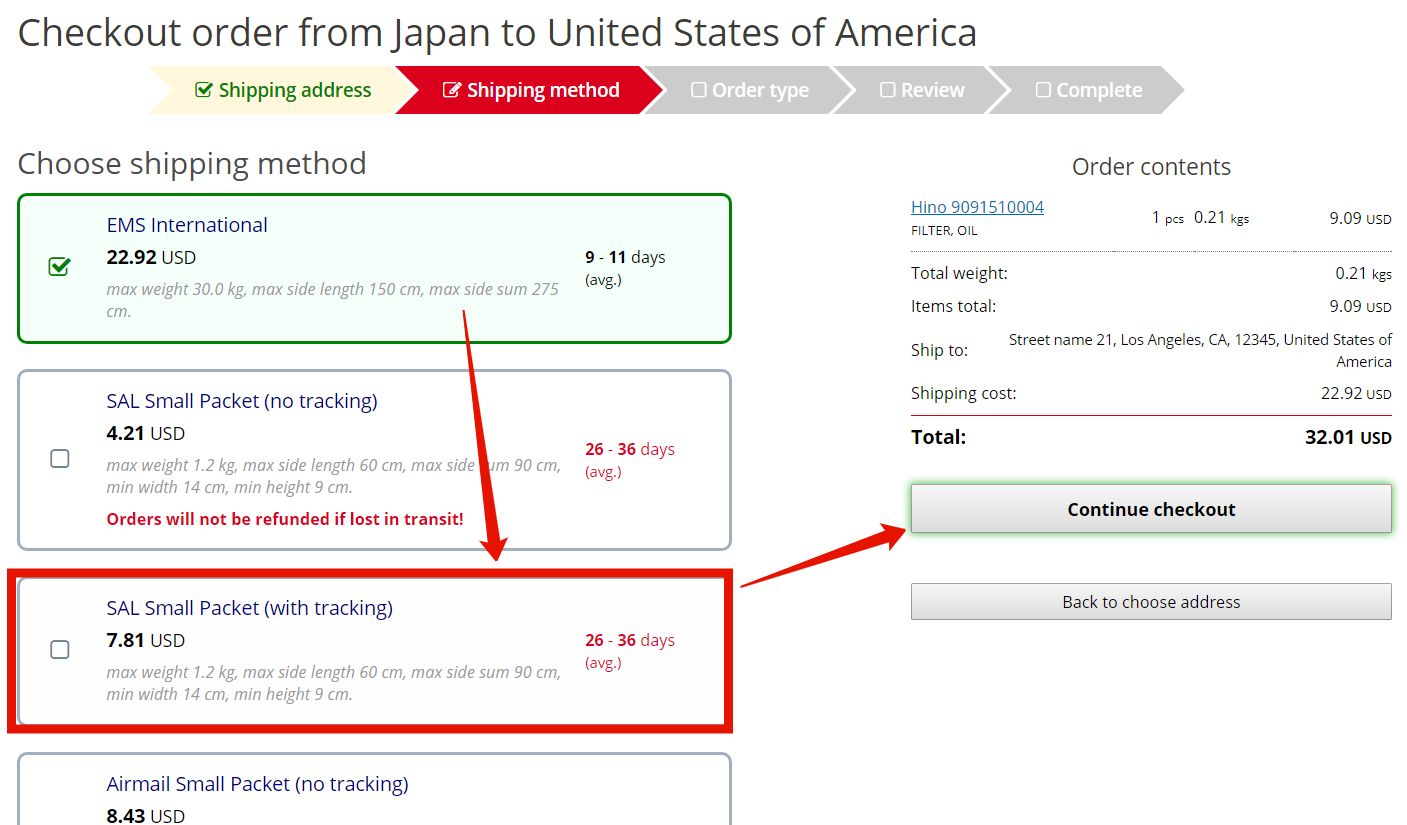 Checkout order from Japan to United States of America
Shipping address
Shipping method
Order type
Review
Complete
Choose shipping method
EMS International
22.92 USD
max weight 30.0 kg, max side length 150 cm, max side sum 275
cm.
9 - 11 days
(avg.)
SAL Small Packet (no tracking)
4.21 USD
max weight 1.2 kg, max side length 60 cm, max side sum 90 cm,
min width 14 cm, min height 9 cm.
Orders will not be refunded if lost in transit!
26 - 36 days
(avg.)
SAL Small Packet (with tracking)
7.81 USD
max weight 1.2 kg, max side length 60 cm, max side sum 90 cm,
min width 14 cm, min height 9 cm.
26 - 36 days
(avg.)
Airmail Small Packet (no tracking)
8.43 USD
Order contents
Hino 9091510004 1 pcs 0.21 kgs 9.09 USD
FILTER, OIL
Total weight: 0.21 kgs
Items total: 9.09 USD
Ship to: Street name 21, Los Angeles, CA, 12345, United States of
America
Shipping cost: 22.92 USD
Total: 32.01 USD
Continue checkout
Back to choose address